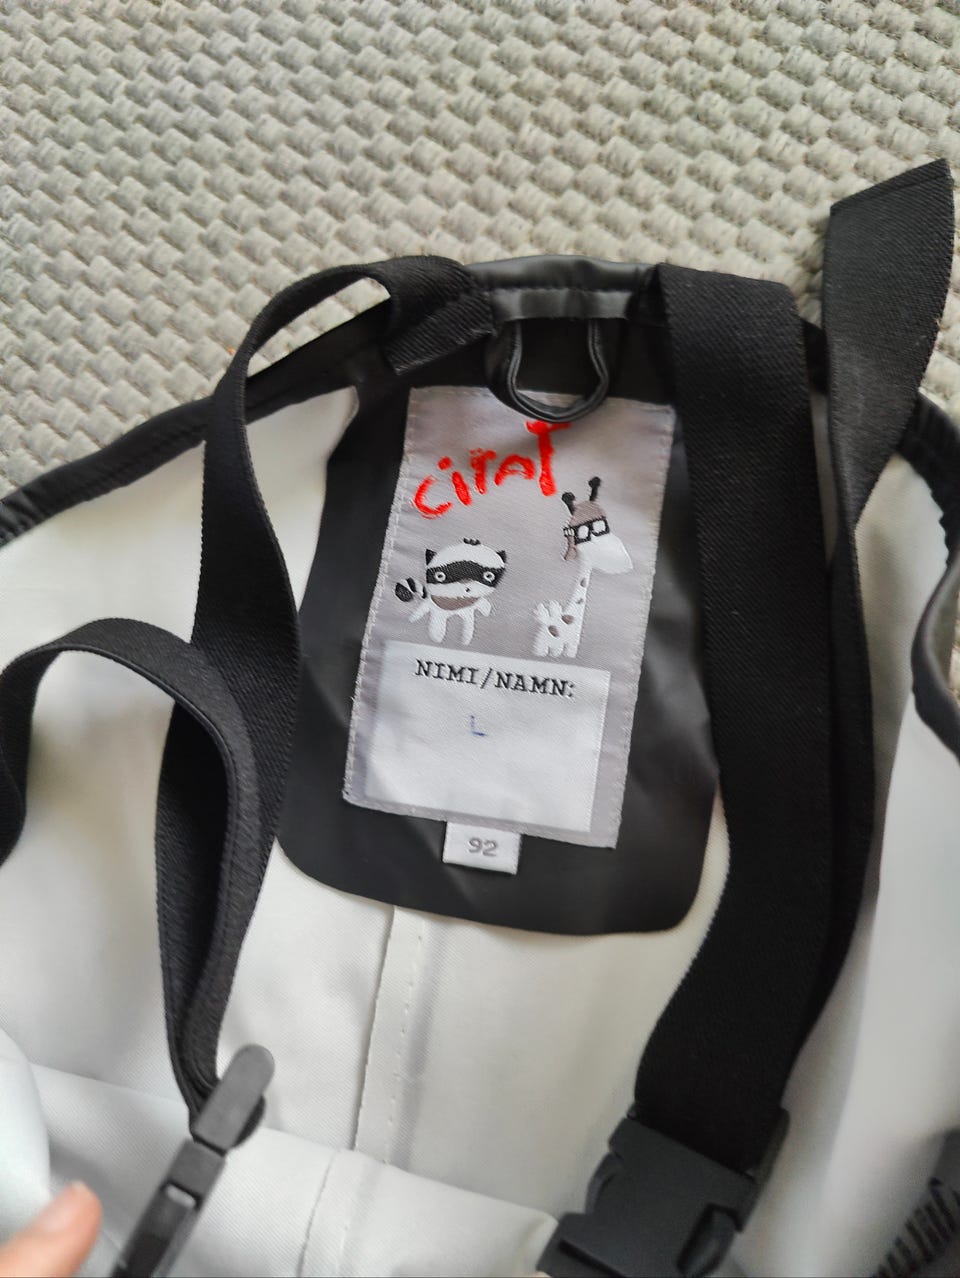 ciraT
NIMI/NAMN:
L
92